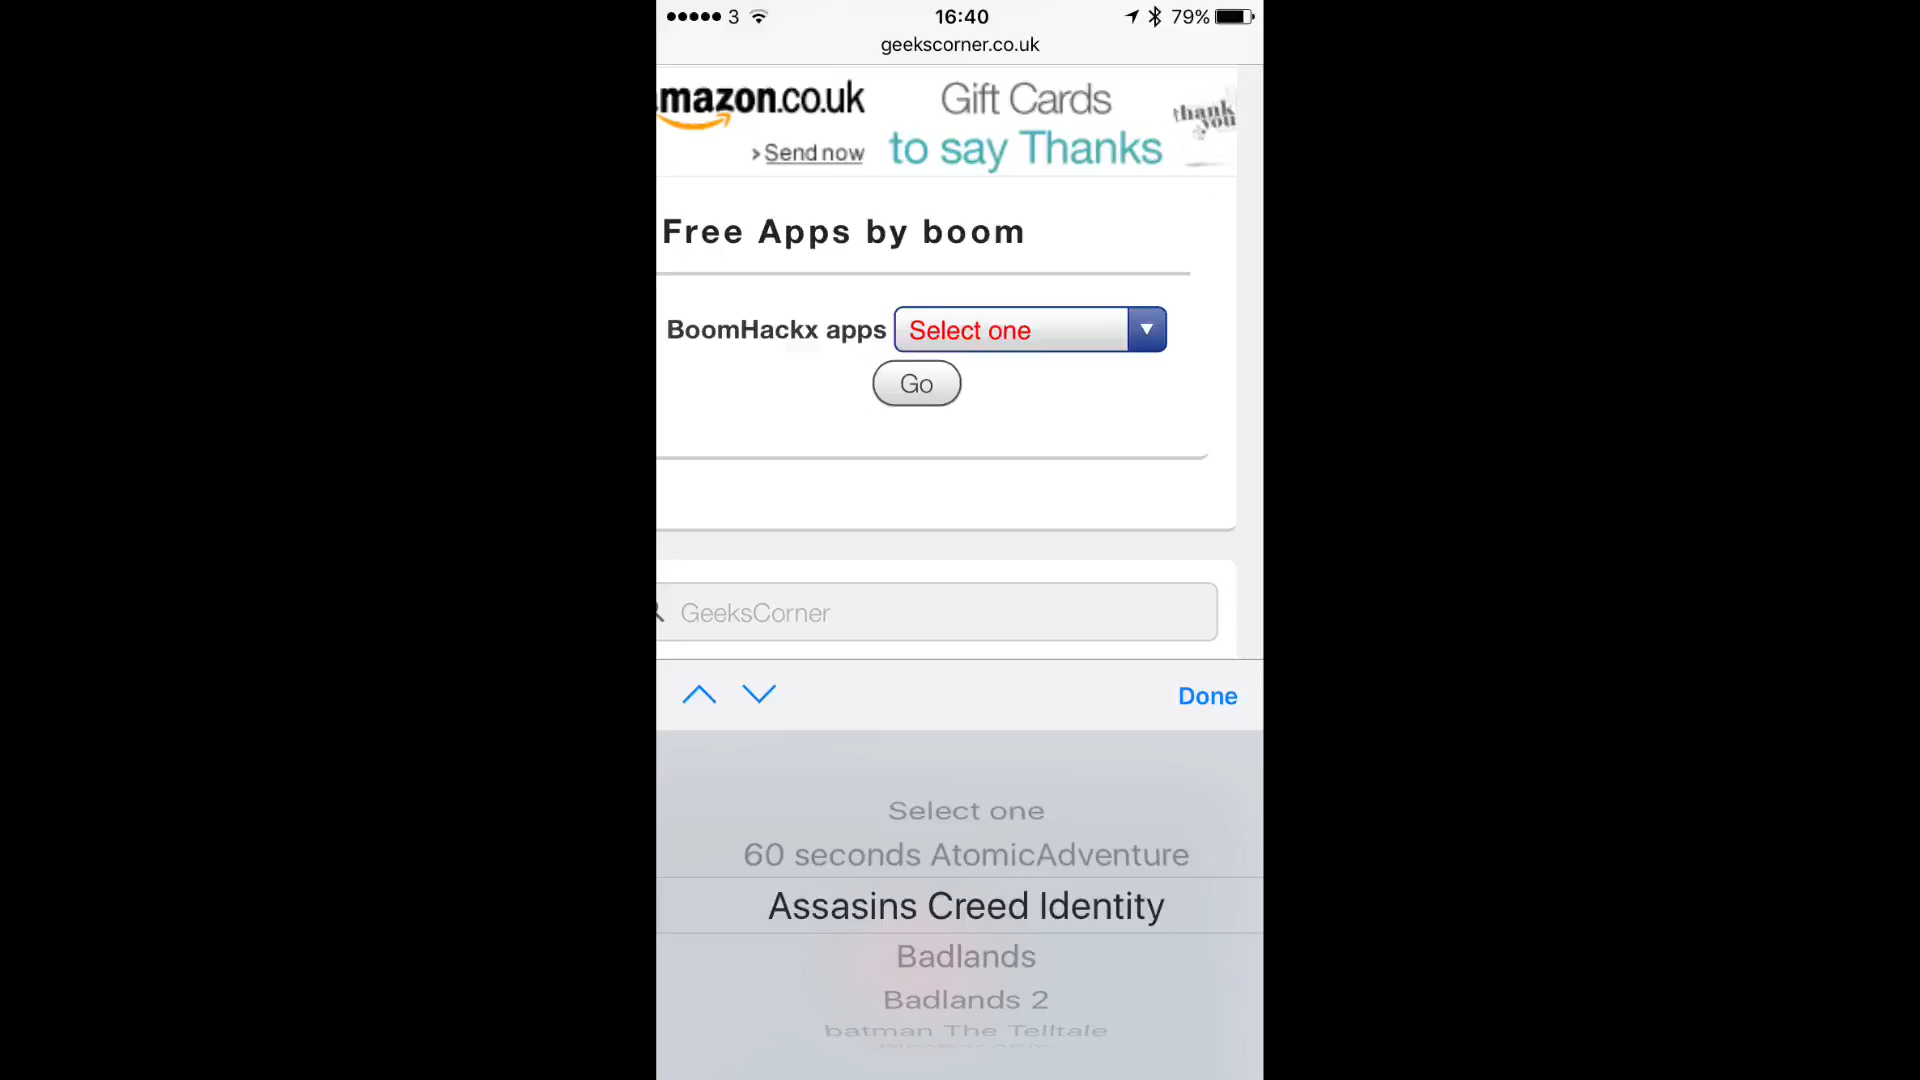 3 16:40 79%
geekscorner.co.uk
mazon.co.uk
>Send now
Gift Cards
to say Thanks
thank
you
Free Apps by boom
BoomHackx apps Select one
Go
GeeksCorner
Done
Select one
60 seconds AtomicAdventure
Assasins Creed Identity
Badlands
Badlands 2
batman The Telltale